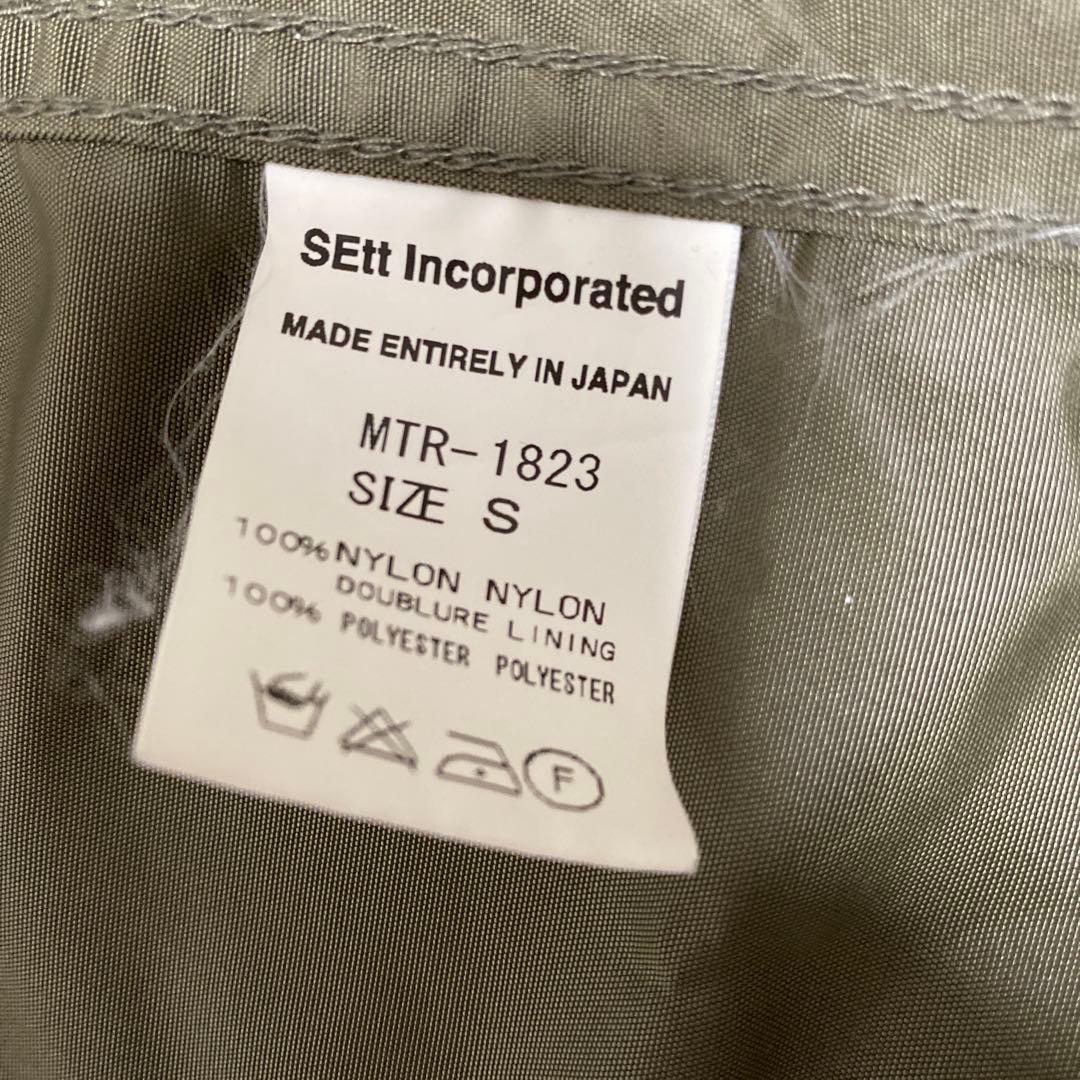 SEtt Incorporated
MADE ENTIRELY IN JAPAN
MTR-1823
SIZE S
100% NYLON NYLON
DOUBLURE LINING
100% POLYESTER POLYESTER
F